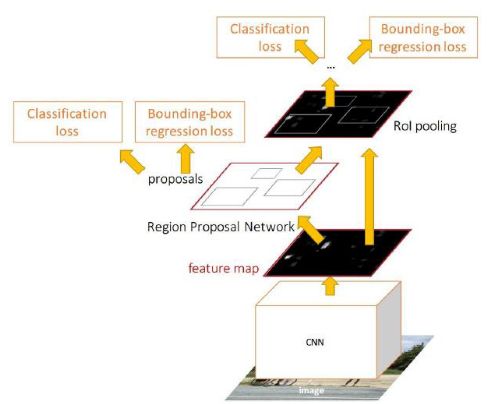 Classification
loss
Bounding-box
regression loss
...
RoI pooling
Classification
loss
Bounding-box
regression loss
proposals
Region Proposal Network
feature map
CNN
image